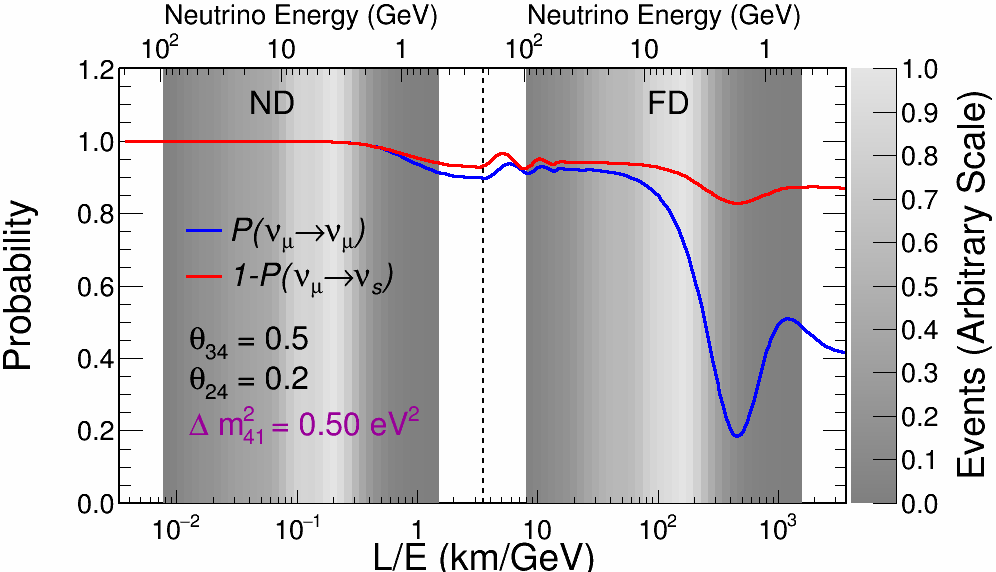 Neutrino Energy (GeV) Neutrino Energy (GeV)
10² 10 1 10² 10 1
1.2 1.0 0.8 0.6 0.4 0.2 0.0
Probability
ND FD
P(νμ→νμ)
1-P(νμ→νs)
θ34 = 0.5
θ24 = 0.2
Δ m²41 = 0.50 eV²
10⁻² 10⁻¹ 1 10 10² 10³
L/E (km/GeV)
1.0 0.9 0.8 0.7 0.6 0.5 0.4 0.3 0.2 0.1 0.0
Events (Arbitrary Scale)